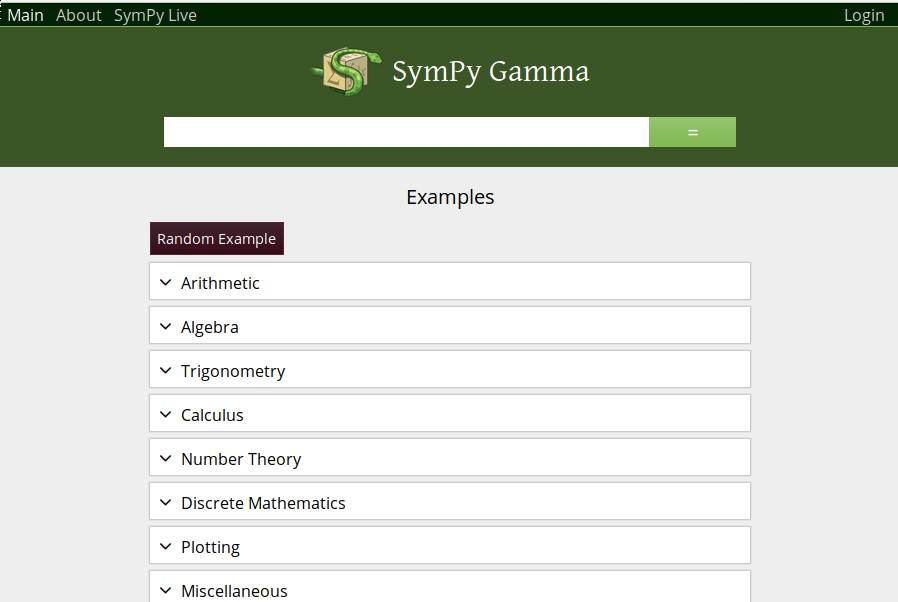 Main About SymPy Live Login
SymPy Gamma
=
Examples
Random Example
Arithmetic
Algebra
Trigonometry
Calculus
Number Theory
Discrete Mathematics
Plotting
Miscellaneous